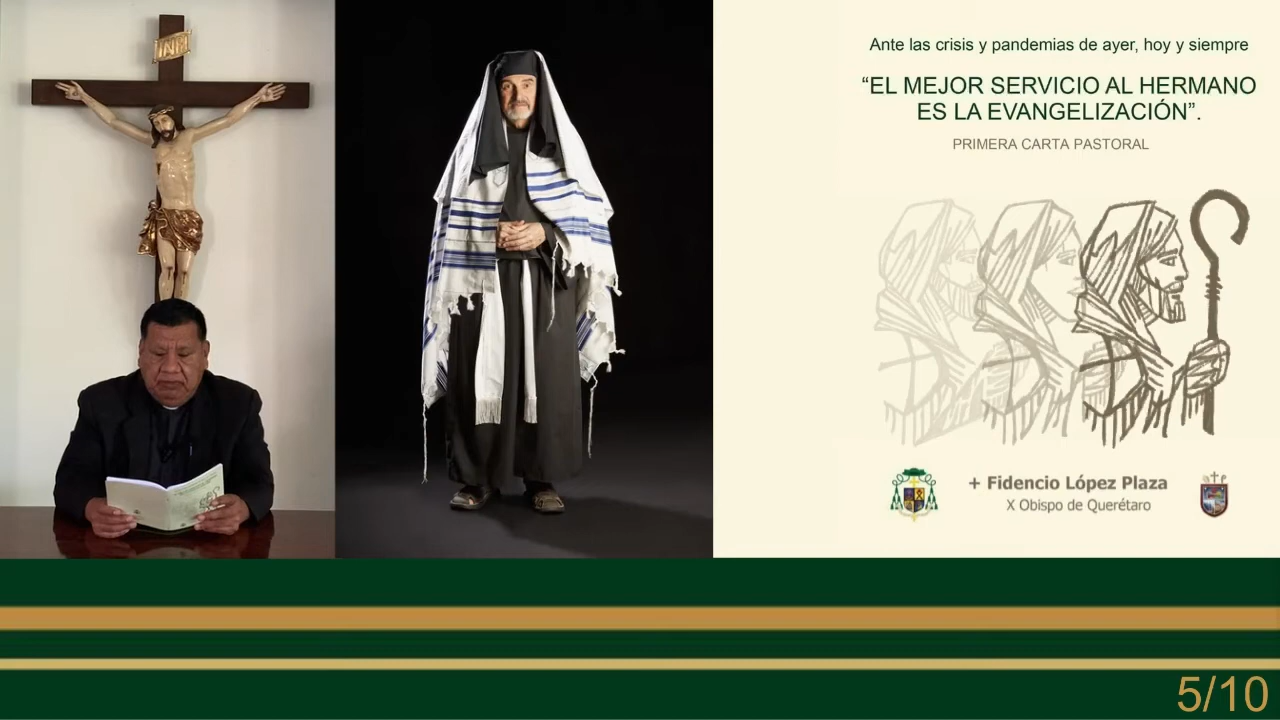 INRI
Ante las crisis y pandemias de ayer, hoy y siempre
“EL MEJOR SERVICIO AL HERMANO
ES LA EVANGELIZACIÓN”.
PRIMERA CARTA PASTORAL
+ Fidencio López Plaza
X Obispo de Querétaro
5/10